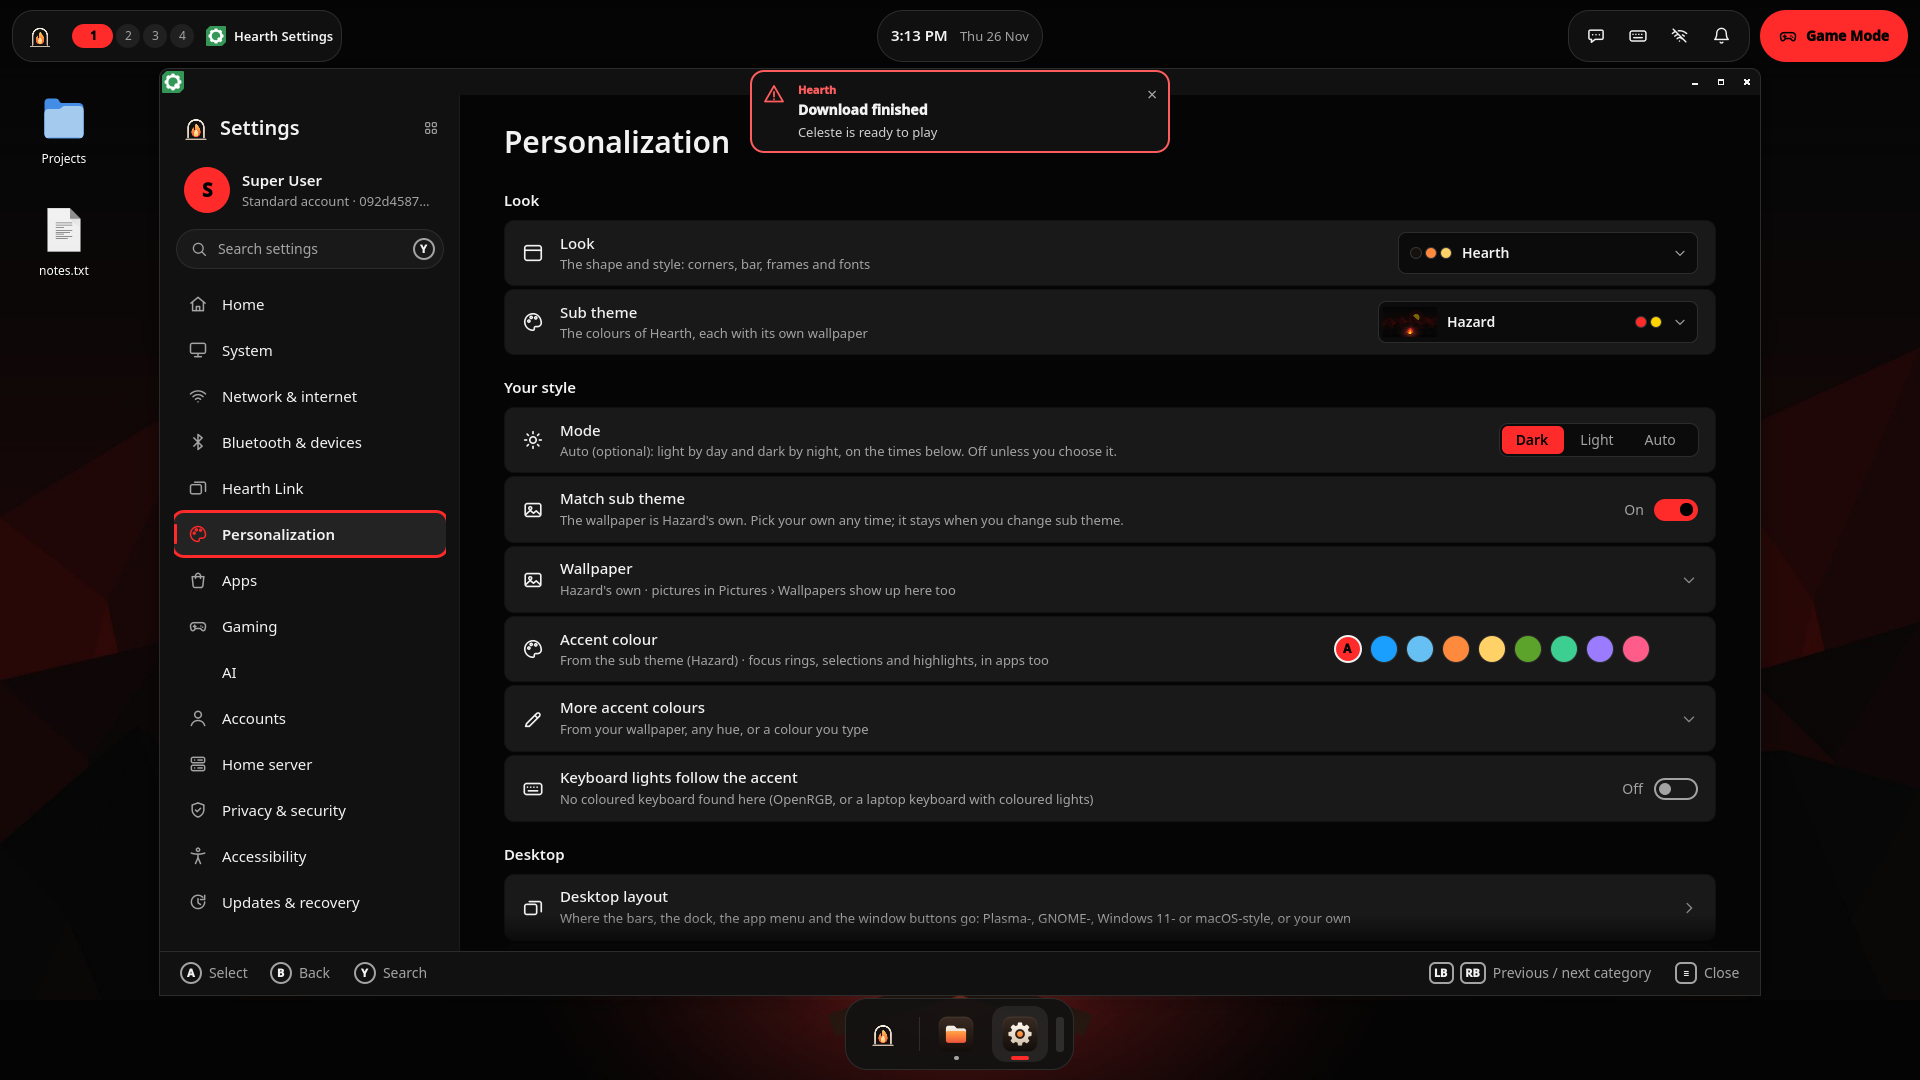 1 2 3 4 Hearth Settings
3:13 PM Thu 26 Nov
Game Mode
Projects
notes.txt
Hearth
Download finished
Celeste is ready to play
Settings
S
Super User
Standard account · 092d4587...
Search settings Y
Home
System
Network & internet
Bluetooth & devices
Hearth Link
Personalization
Apps
Gaming
AI
Accounts
Home server
Privacy & security
Accessibility
Updates & recovery
Personalization
Look
Look
The shape and style: corners, bar, frames and fonts
Hearth
Sub theme
The colours of Hearth, each with its own wallpaper
Hazard
Your style
Mode
Auto (optional): light by day and dark by night, on the times below. Off unless you choose it.
Dark Light Auto
Match sub theme
The wallpaper is Hazard's own. Pick your own any time; it stays when you change sub theme.
On
Wallpaper
Hazard's own · pictures in Pictures › Wallpapers show up here too
Accent colour
From the sub theme (Hazard) · focus rings, selections and highlights, in apps too
A
More accent colours
From your wallpaper, any hue, or a colour you type
Keyboard lights follow the accent
No coloured keyboard found here (OpenRGB, or a laptop keyboard with coloured lights)
Off
Desktop
Desktop layout
Where the bars, the dock, the app menu and the window buttons go: Plasma-, GNOME-, Windows 11- or macOS-style, or your own
A Select B Back Y Search
LB RB Previous / next category ≡ Close